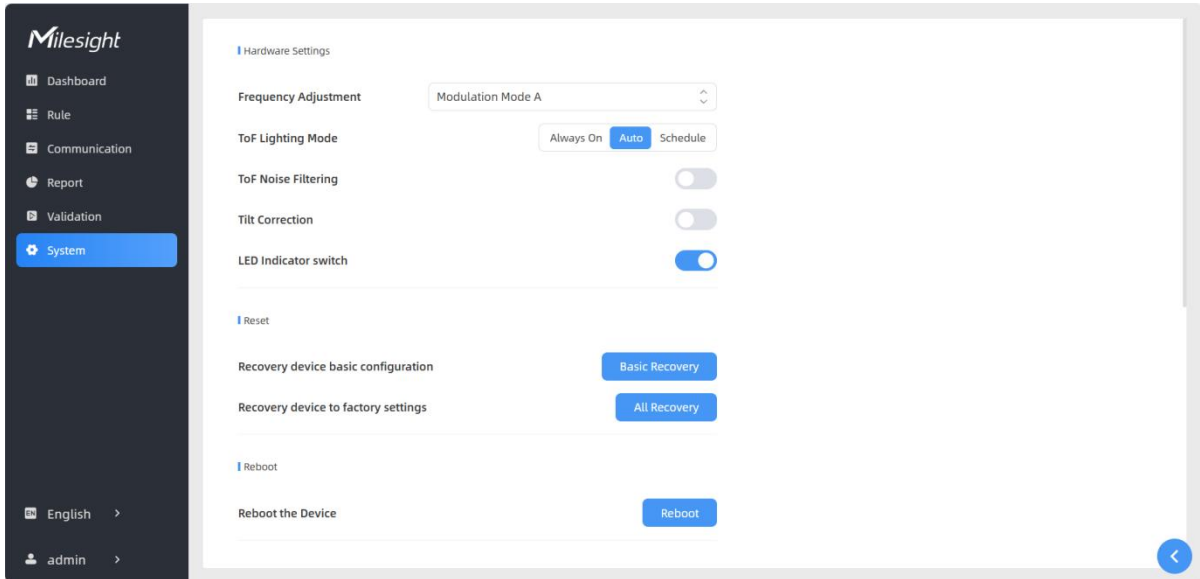 Milesight
Dashboard
Rule
Communication
Report
Validation
System
EN English
admin
Hardware Settings
Frequency Adjustment Modulation Mode A
ToF Lighting Mode Always On Auto Schedule
ToF Noise Filtering
Tilt Correction
LED Indicator switch
Reset
Recovery device basic configuration Basic Recovery
Recovery device to factory settings All Recovery
Reboot
Reboot the Device Reboot